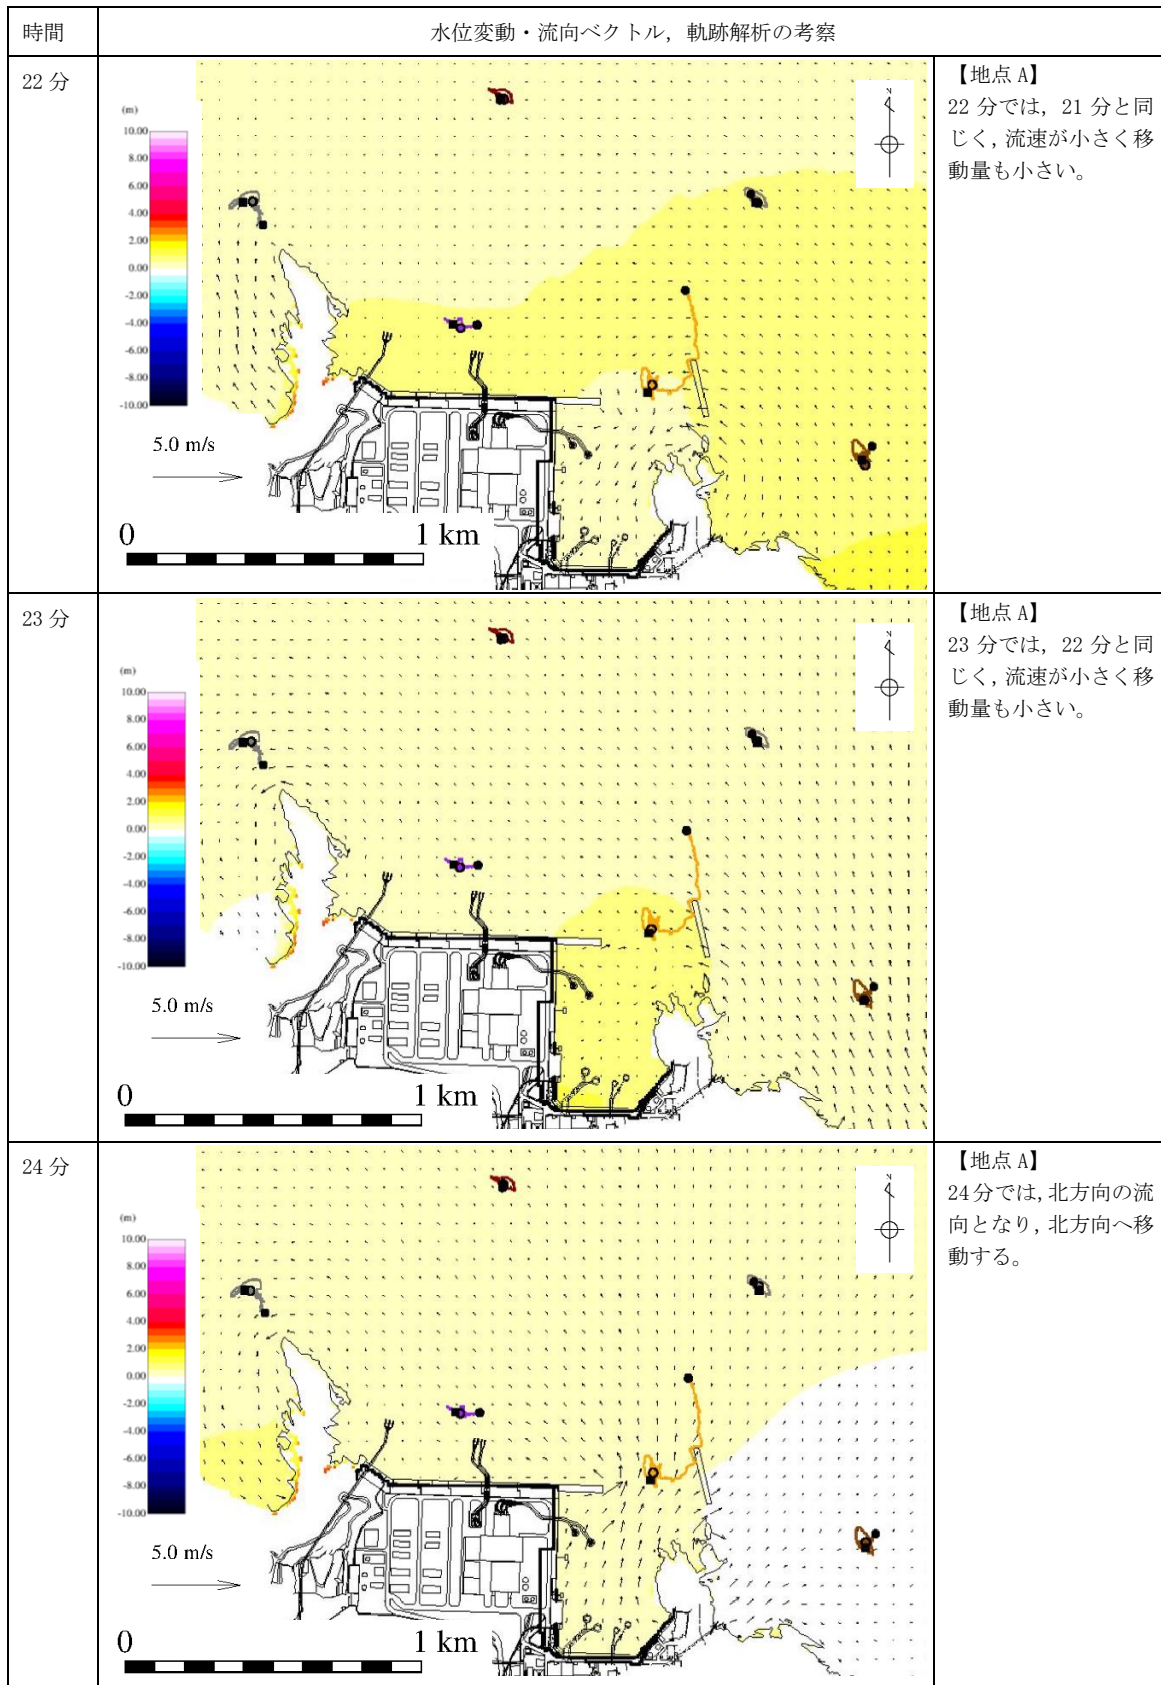 時間
水位変動・流向ベクトル，軌跡解析の考察
22 分
(m)
10.00
8.00
6.00
4.00
2.00
0.00
-2.00
-4.00
-6.00
-8.00
-10.00
5.0 m/s
0
1 km
N
【地点 A】
22 分では，21 分と同
じく，流速が小さく移
動量も小さい。
23 分
(m)
10.00
8.00
6.00
4.00
2.00
0.00
-2.00
-4.00
-6.00
-8.00
-10.00
5.0 m/s
0
1 km
N
【地点 A】
23 分では，22 分と同
じく，流速が小さく移
動量も小さい。
24 分
(m)
10.00
8.00
6.00
4.00
2.00
0.00
-2.00
-4.00
-6.00
-8.00
-10.00
5.0 m/s
0
1 km
N
【地点 A】
24分では，北方向の流
向となり，北方向へ移
動する。